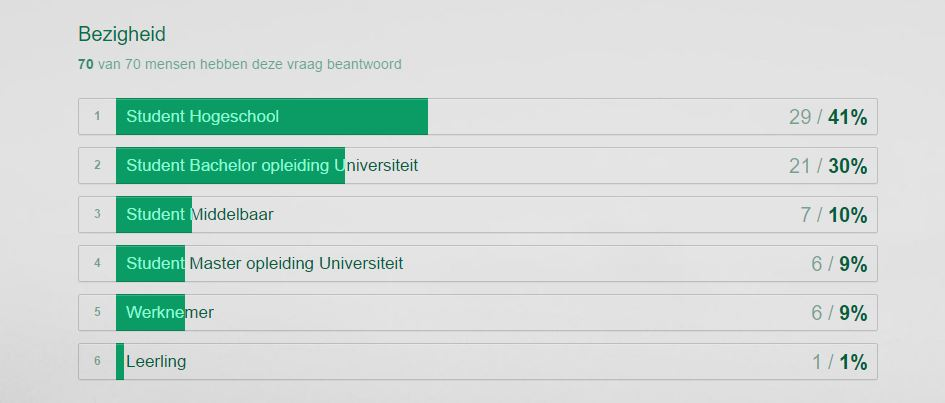 Bezigheid
70 van 70 mensen hebben deze vraag beantwoord
1 Student Hogeschool 29 / 41%
2 Student Bachelor opleiding Universiteit 21 / 30%
3 Student Middelbaar 7 / 10%
4 Student Master opleiding Universiteit 6 / 9%
5 Werknemer 6 / 9%
6 Leerling 1 / 1%